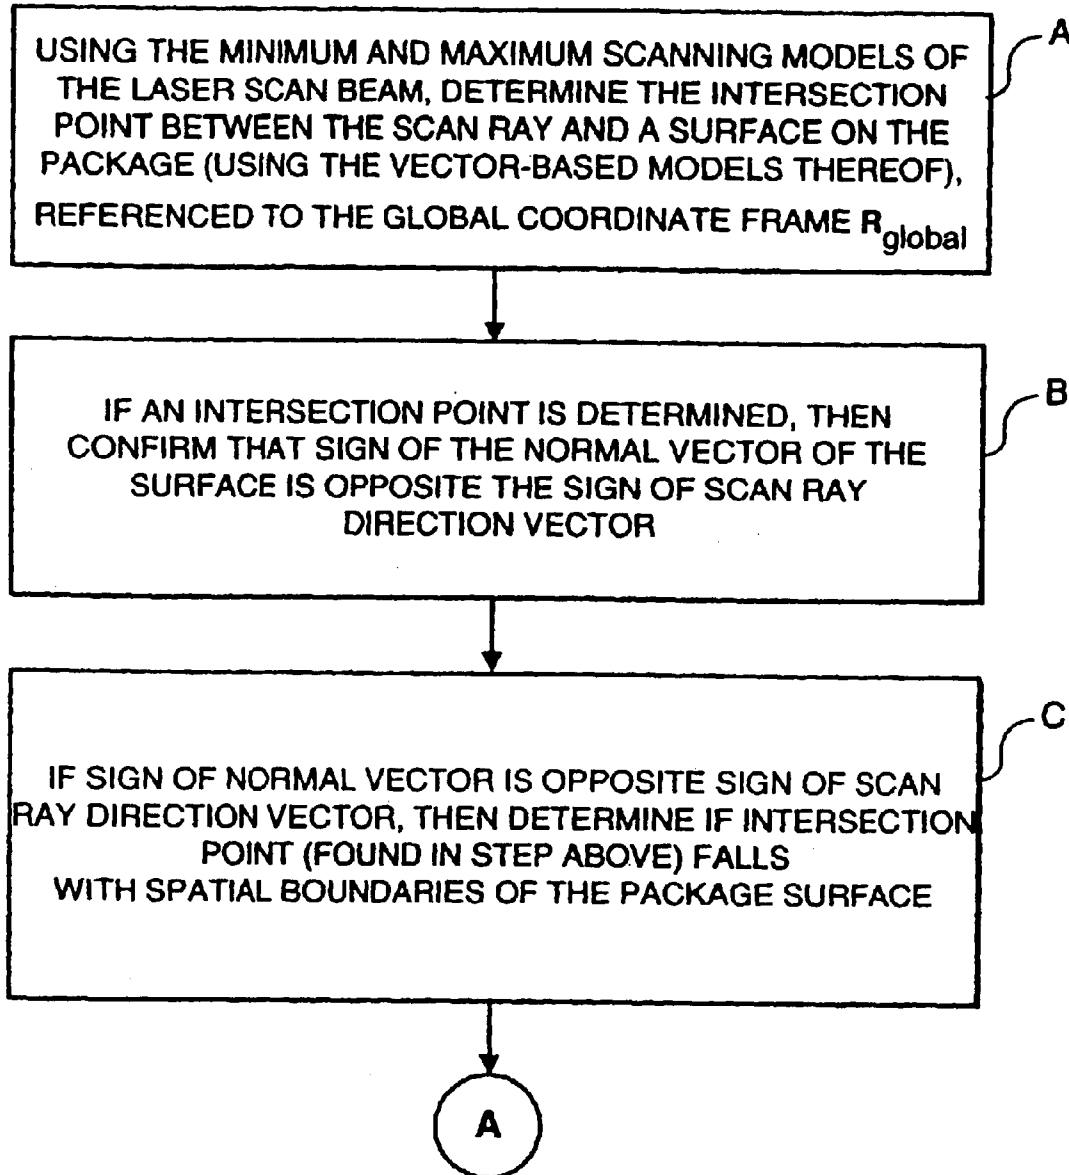 A
USING THE MINIMUM AND MAXIMUM SCANNING MODELS OF
THE LASER SCAN BEAM, DETERMINE THE INTERSECTION
POINT BETWEEN THE SCAN RAY AND A SURFACE ON THE
PACKAGE (USING THE VECTOR-BASED MODELS THEREOF),
REFERENCED TO THE GLOBAL COORDINATE FRAME R global
B
IF AN INTERSECTION POINT IS DETERMINED, THEN
CONFIRM THAT SIGN OF THE NORMAL VECTOR OF THE
SURFACE IS OPPOSITE THE SIGN OF SCAN RAY
DIRECTION VECTOR
C
IF SIGN OF NORMAL VECTOR IS OPPOSITE SIGN OF SCAN
RAY DIRECTION VECTOR, THEN DETERMINE IF INTERSECTION
POINT (FOUND IN STEP ABOVE) FALLS
WITH SPATIAL BOUNDARIES OF THE PACKAGE SURFACE
A